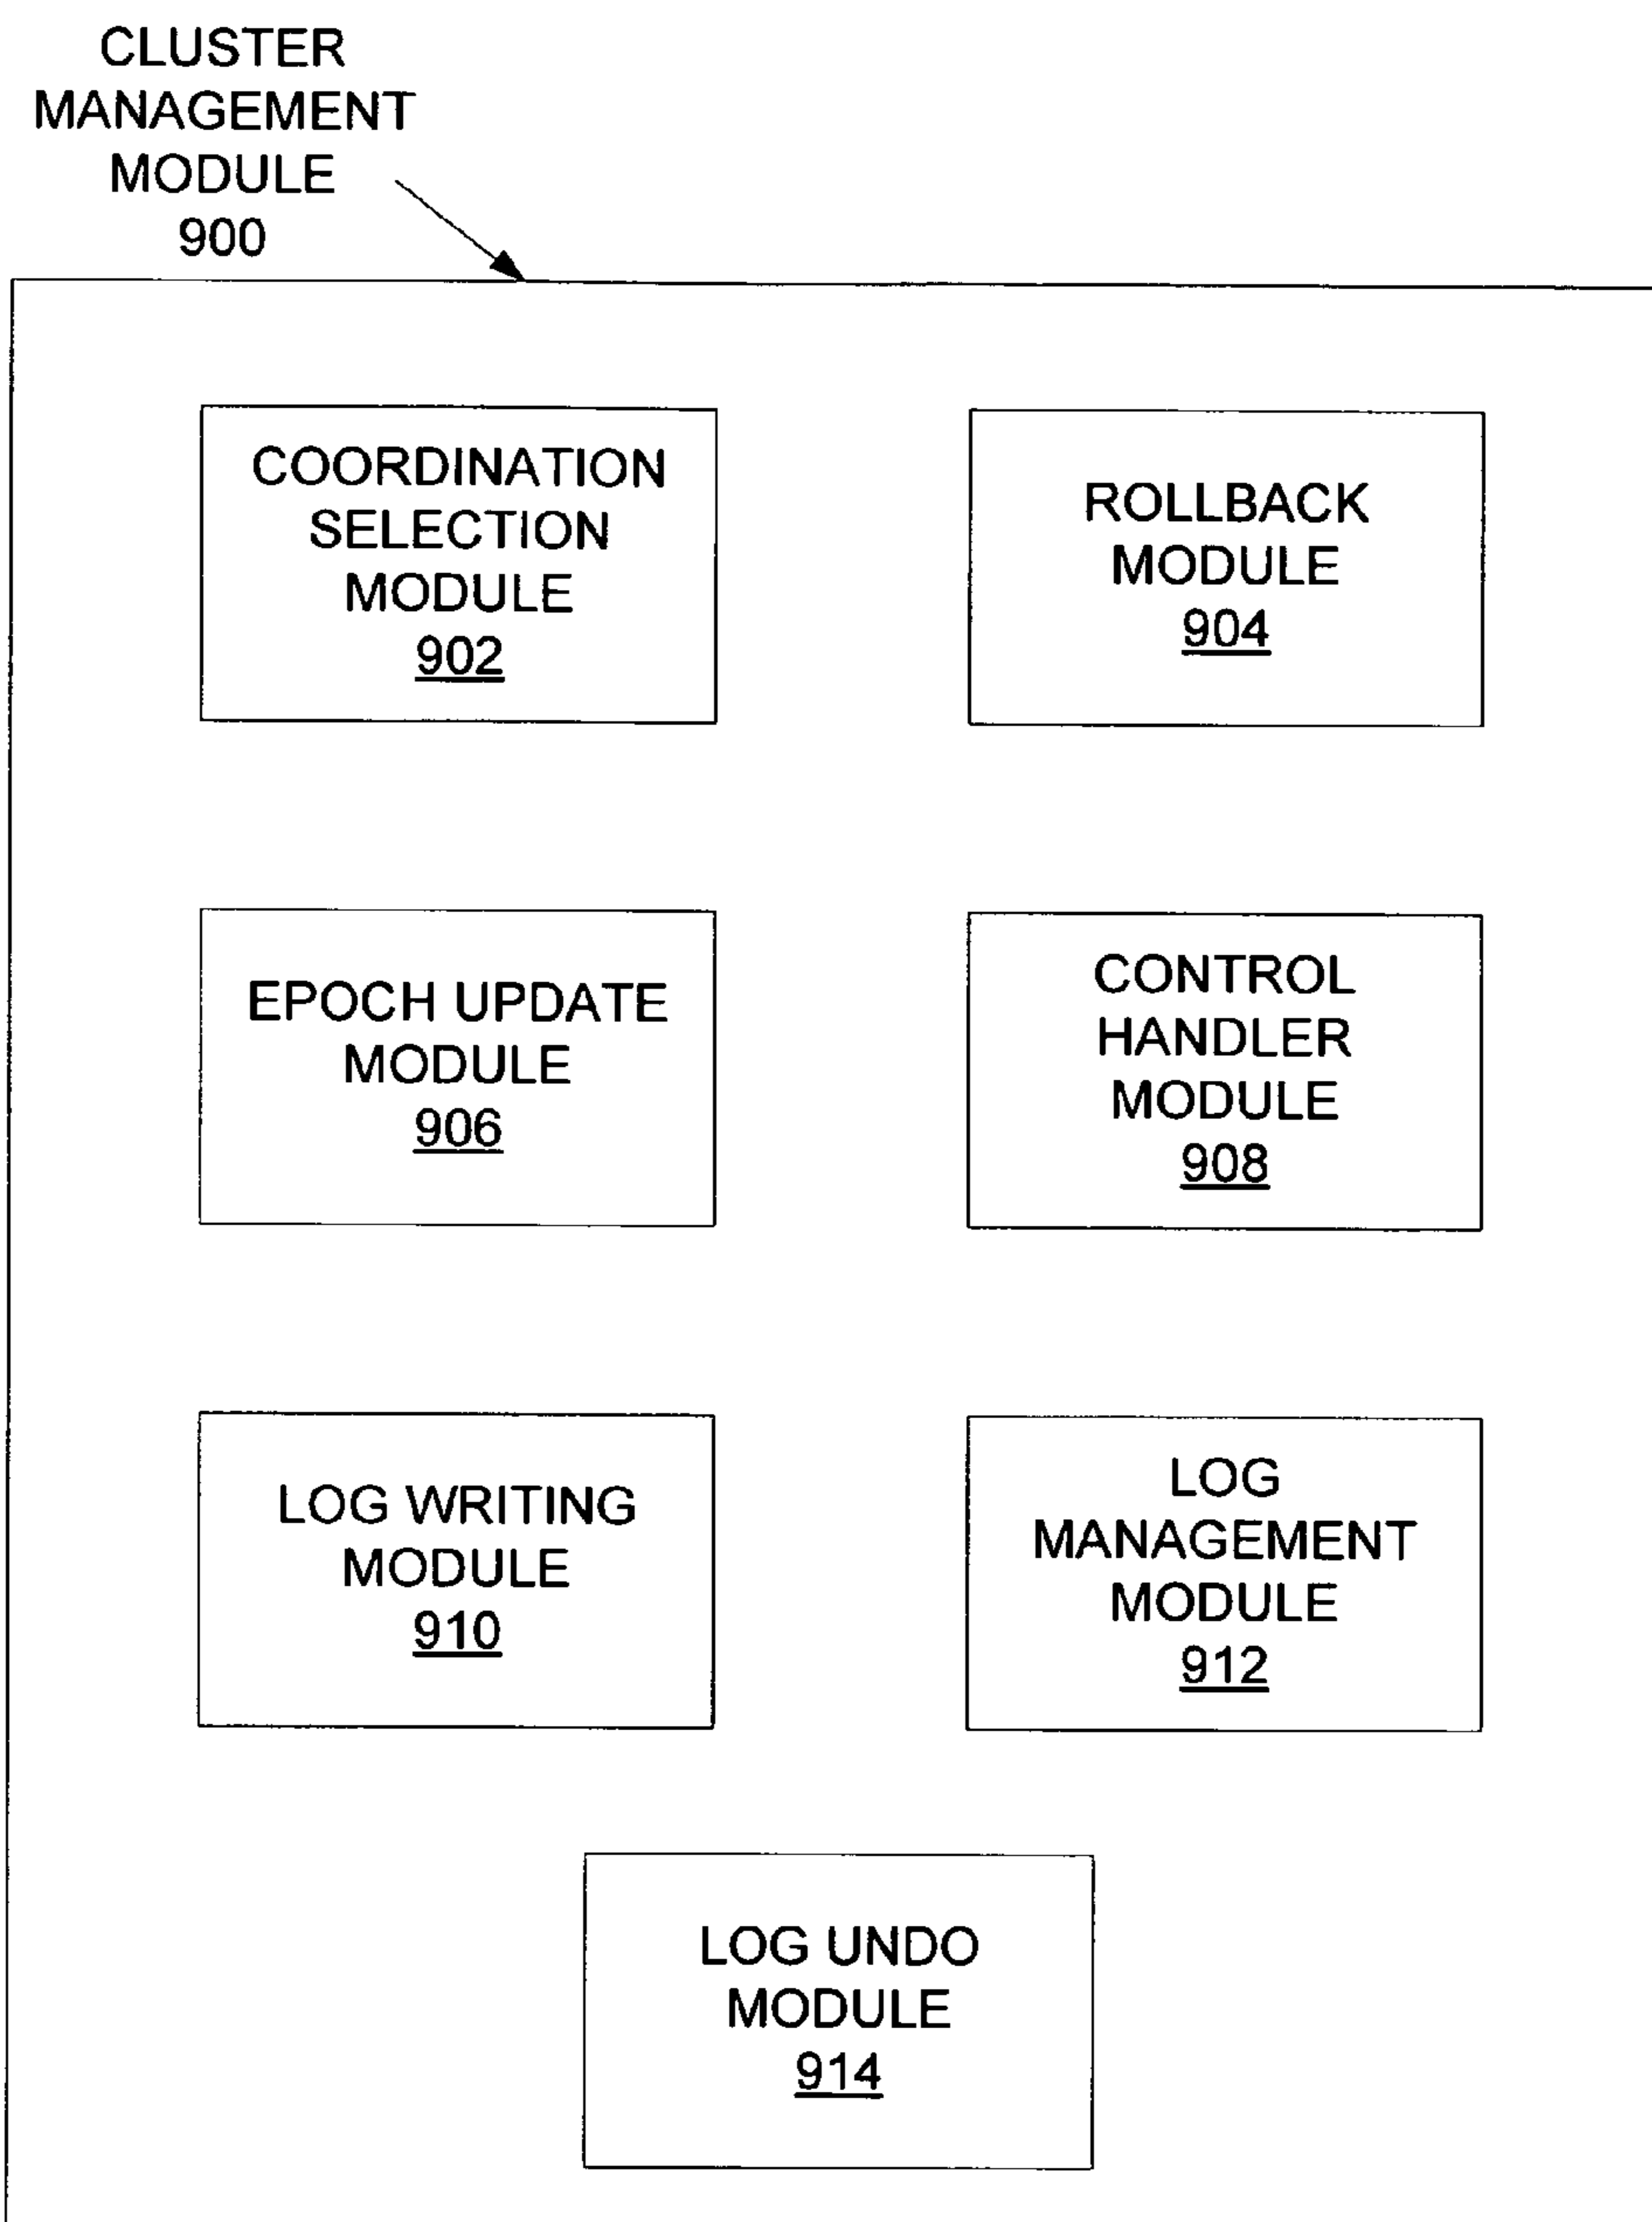 CLUSTER
MANAGEMENT
MODULE
900
COORDINATION
SELECTION
MODULE
902
ROLLBACK
MODULE
904
EPOCH UPDATE
MODULE
906
CONTROL
HANDLER
MODULE
908
LOG WRITING
MODULE
910
LOG
MANAGEMENT
MODULE
912
LOG UNDO
MODULE
914